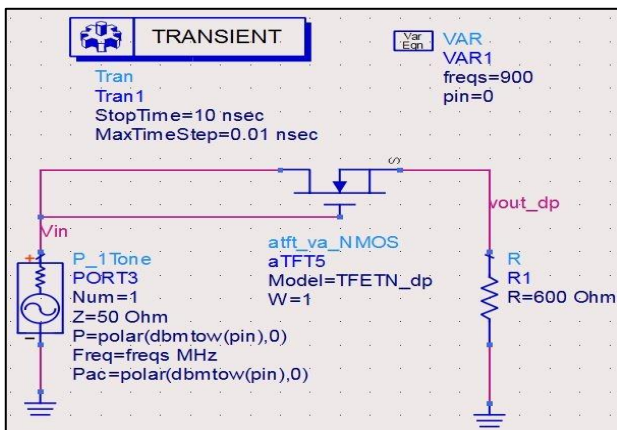 TRANSIENT
Tran
Tran1
StopTime=10 nsec
MaxTimeStep=0.01 nsec
Var
Eqn
VAR
VAR1
freqs=900
pin=0
S
Vin
vout_dp
P_1Tone
PORT3
Num=1
Z=50 Ohm
P=polar(dbmtow(pin),0)
Freq=freqs MHz
Pac=polar(dbmtow(pin),0)
atft_va_NMOS
aTFT5
Model=TFETN_dp
W=1
R
R1
R=600 Ohm